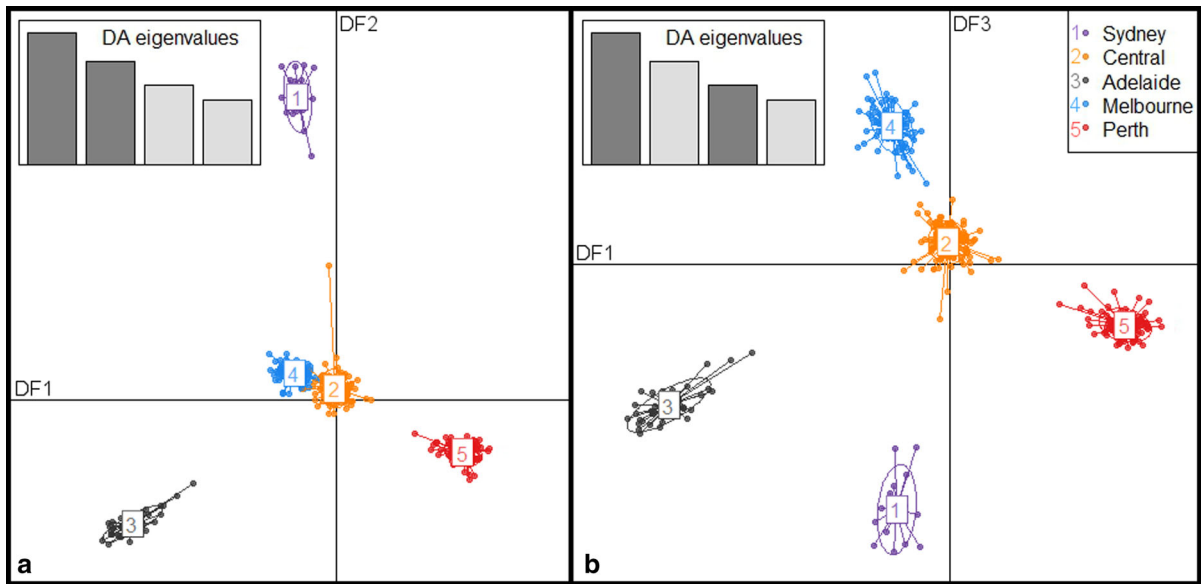 DA eigenvalues
DF2
1
4
2
DF1
5
3
a
DA eigenvalues
DF3
1 Sydney
2 Central
3 Adelaide
4 Melbourne
5 Perth
4
2
DF1
5
3
1
b